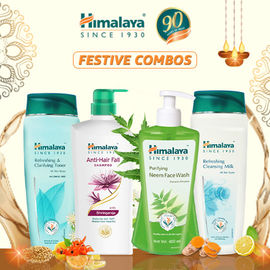 Himalaya
SINCE 1930
90
FESTIVE COMBOS
Himalaya
SINCE 1930
Refreshing &
Clarifying Toner
Himalaya
SINCE 1930
Anti-Hair Fall
SHAMPOO
Bhringaraja
Himalaya
SINCE 1930
Purifying
Neem Face Wash
Himalaya
SINCE 1930
Refreshing
Cleansing Milk